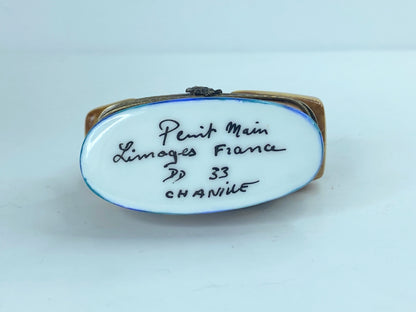 Peint Main
Limoges France
DD 33
CHANILLE